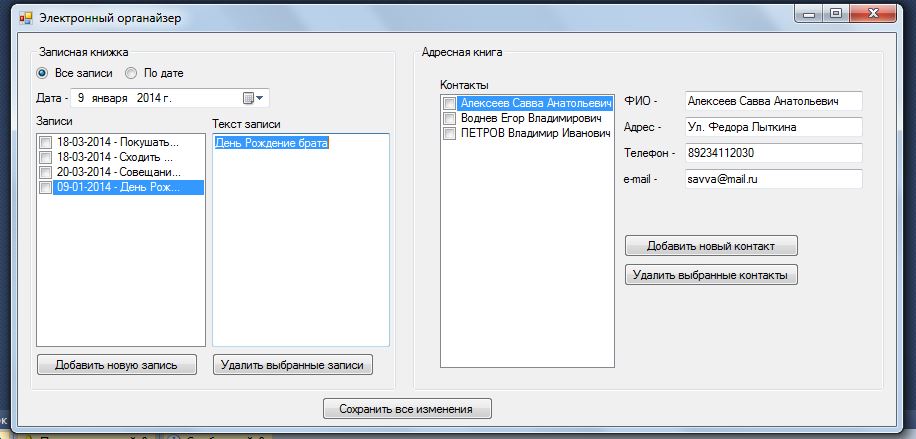 Электронный органайзер
Записная книжка
Все записи
По дате
Дата -
9 января 2014 г.
Записи
18-03-2014 - Покушать...
18-03-2014 - Сходить ...
20-03-2014 - Совещани...
09-01-2014 - День Рож...
Текст записи
День Рождение брата
Добавить новую запись
Удалить выбранные записи
Адресная книга
Контакты
Алексеев Савва Анатольевич
Воднев Егор Владимирович
ПЕТРОВ Владимир Иванович
ФИО -
Алексеев Савва Анатольевич
Адрес -
Ул. Федора Лыткина
Телефон -
89234112030
e-mail -
savva@mail.ru
Добавить новый контакт
Удалить выбранные контакты
Сохранить все изменения